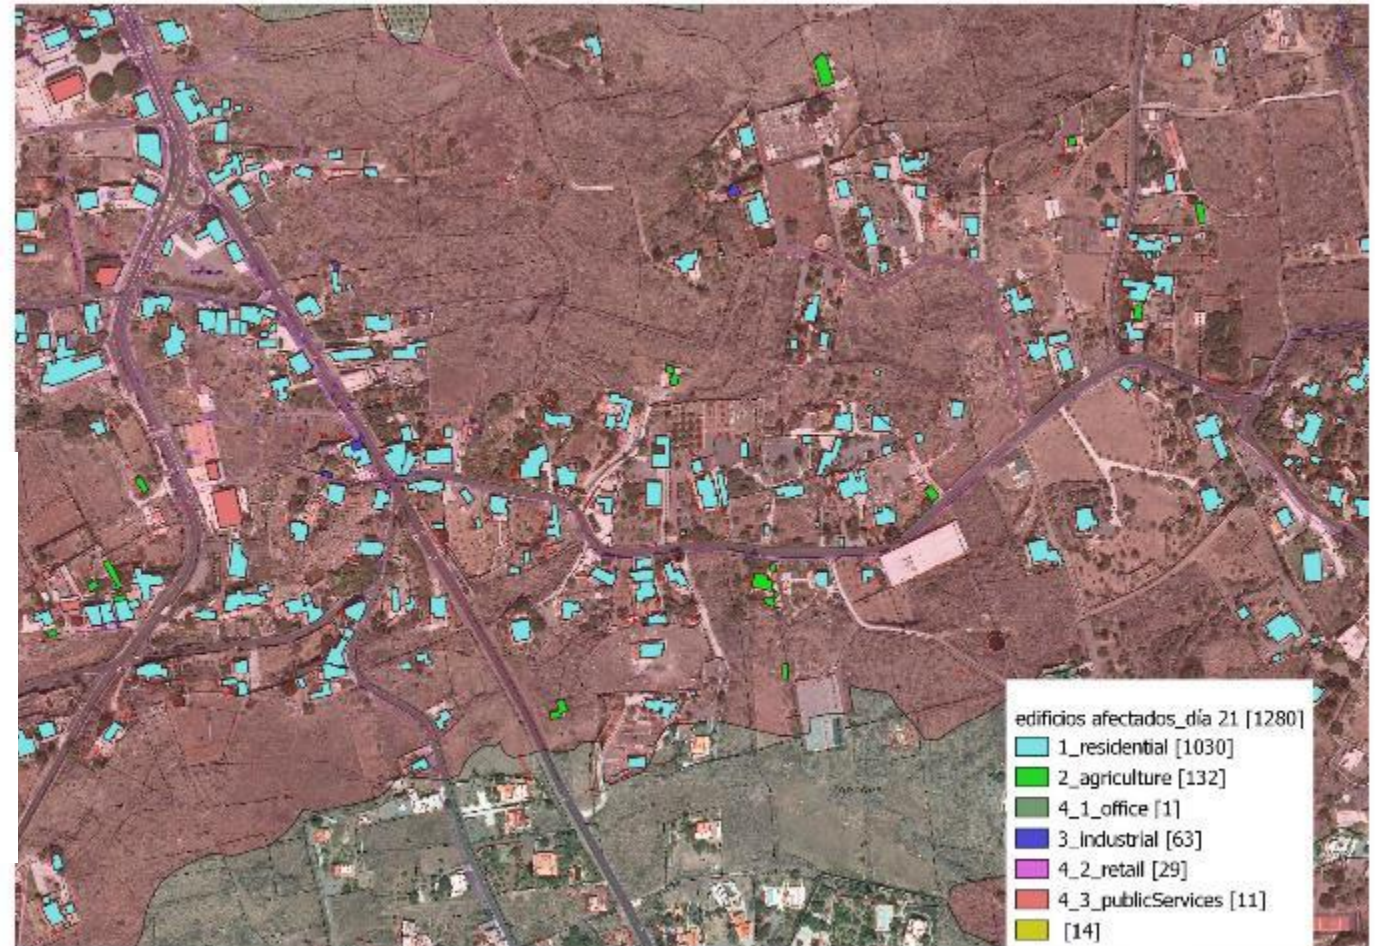 edificios afectados_día 21 [1280]
1_residential [1030]
2_agriculture [132]
4_1_office [1]
3_industrial [63]
4_2_retail [29]
4_3_publicServices [11]
[14]